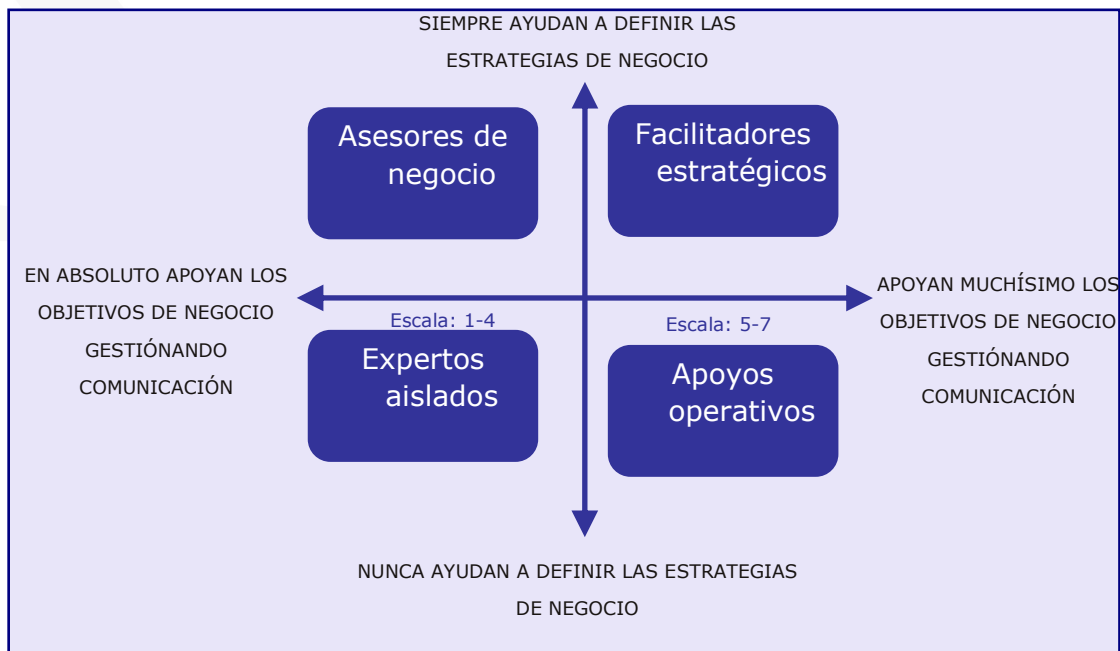 SIEMPRE AYUDAN A DEFINIR LAS
ESTRATEGIAS DE NEGOCIO
Asesores de
negocio
Facilitadores
estratégicos
EN ABSOLUTO APOYAN LOS
OBJETIVOS DE NEGOCIO
GESTIÓNANDO
COMUNICACIÓN
APOYAN MUCHÍSIMO LOS
OBJETIVOS DE NEGOCIO
GESTIÓNANDO
COMUNICACIÓN
Escala: 1-4
Escala: 5-7
Expertos
aislados
Apoyos
operativos
NUNCA AYUDAN A DEFINIR LAS ESTRATEGIAS
DE NEGOCIO